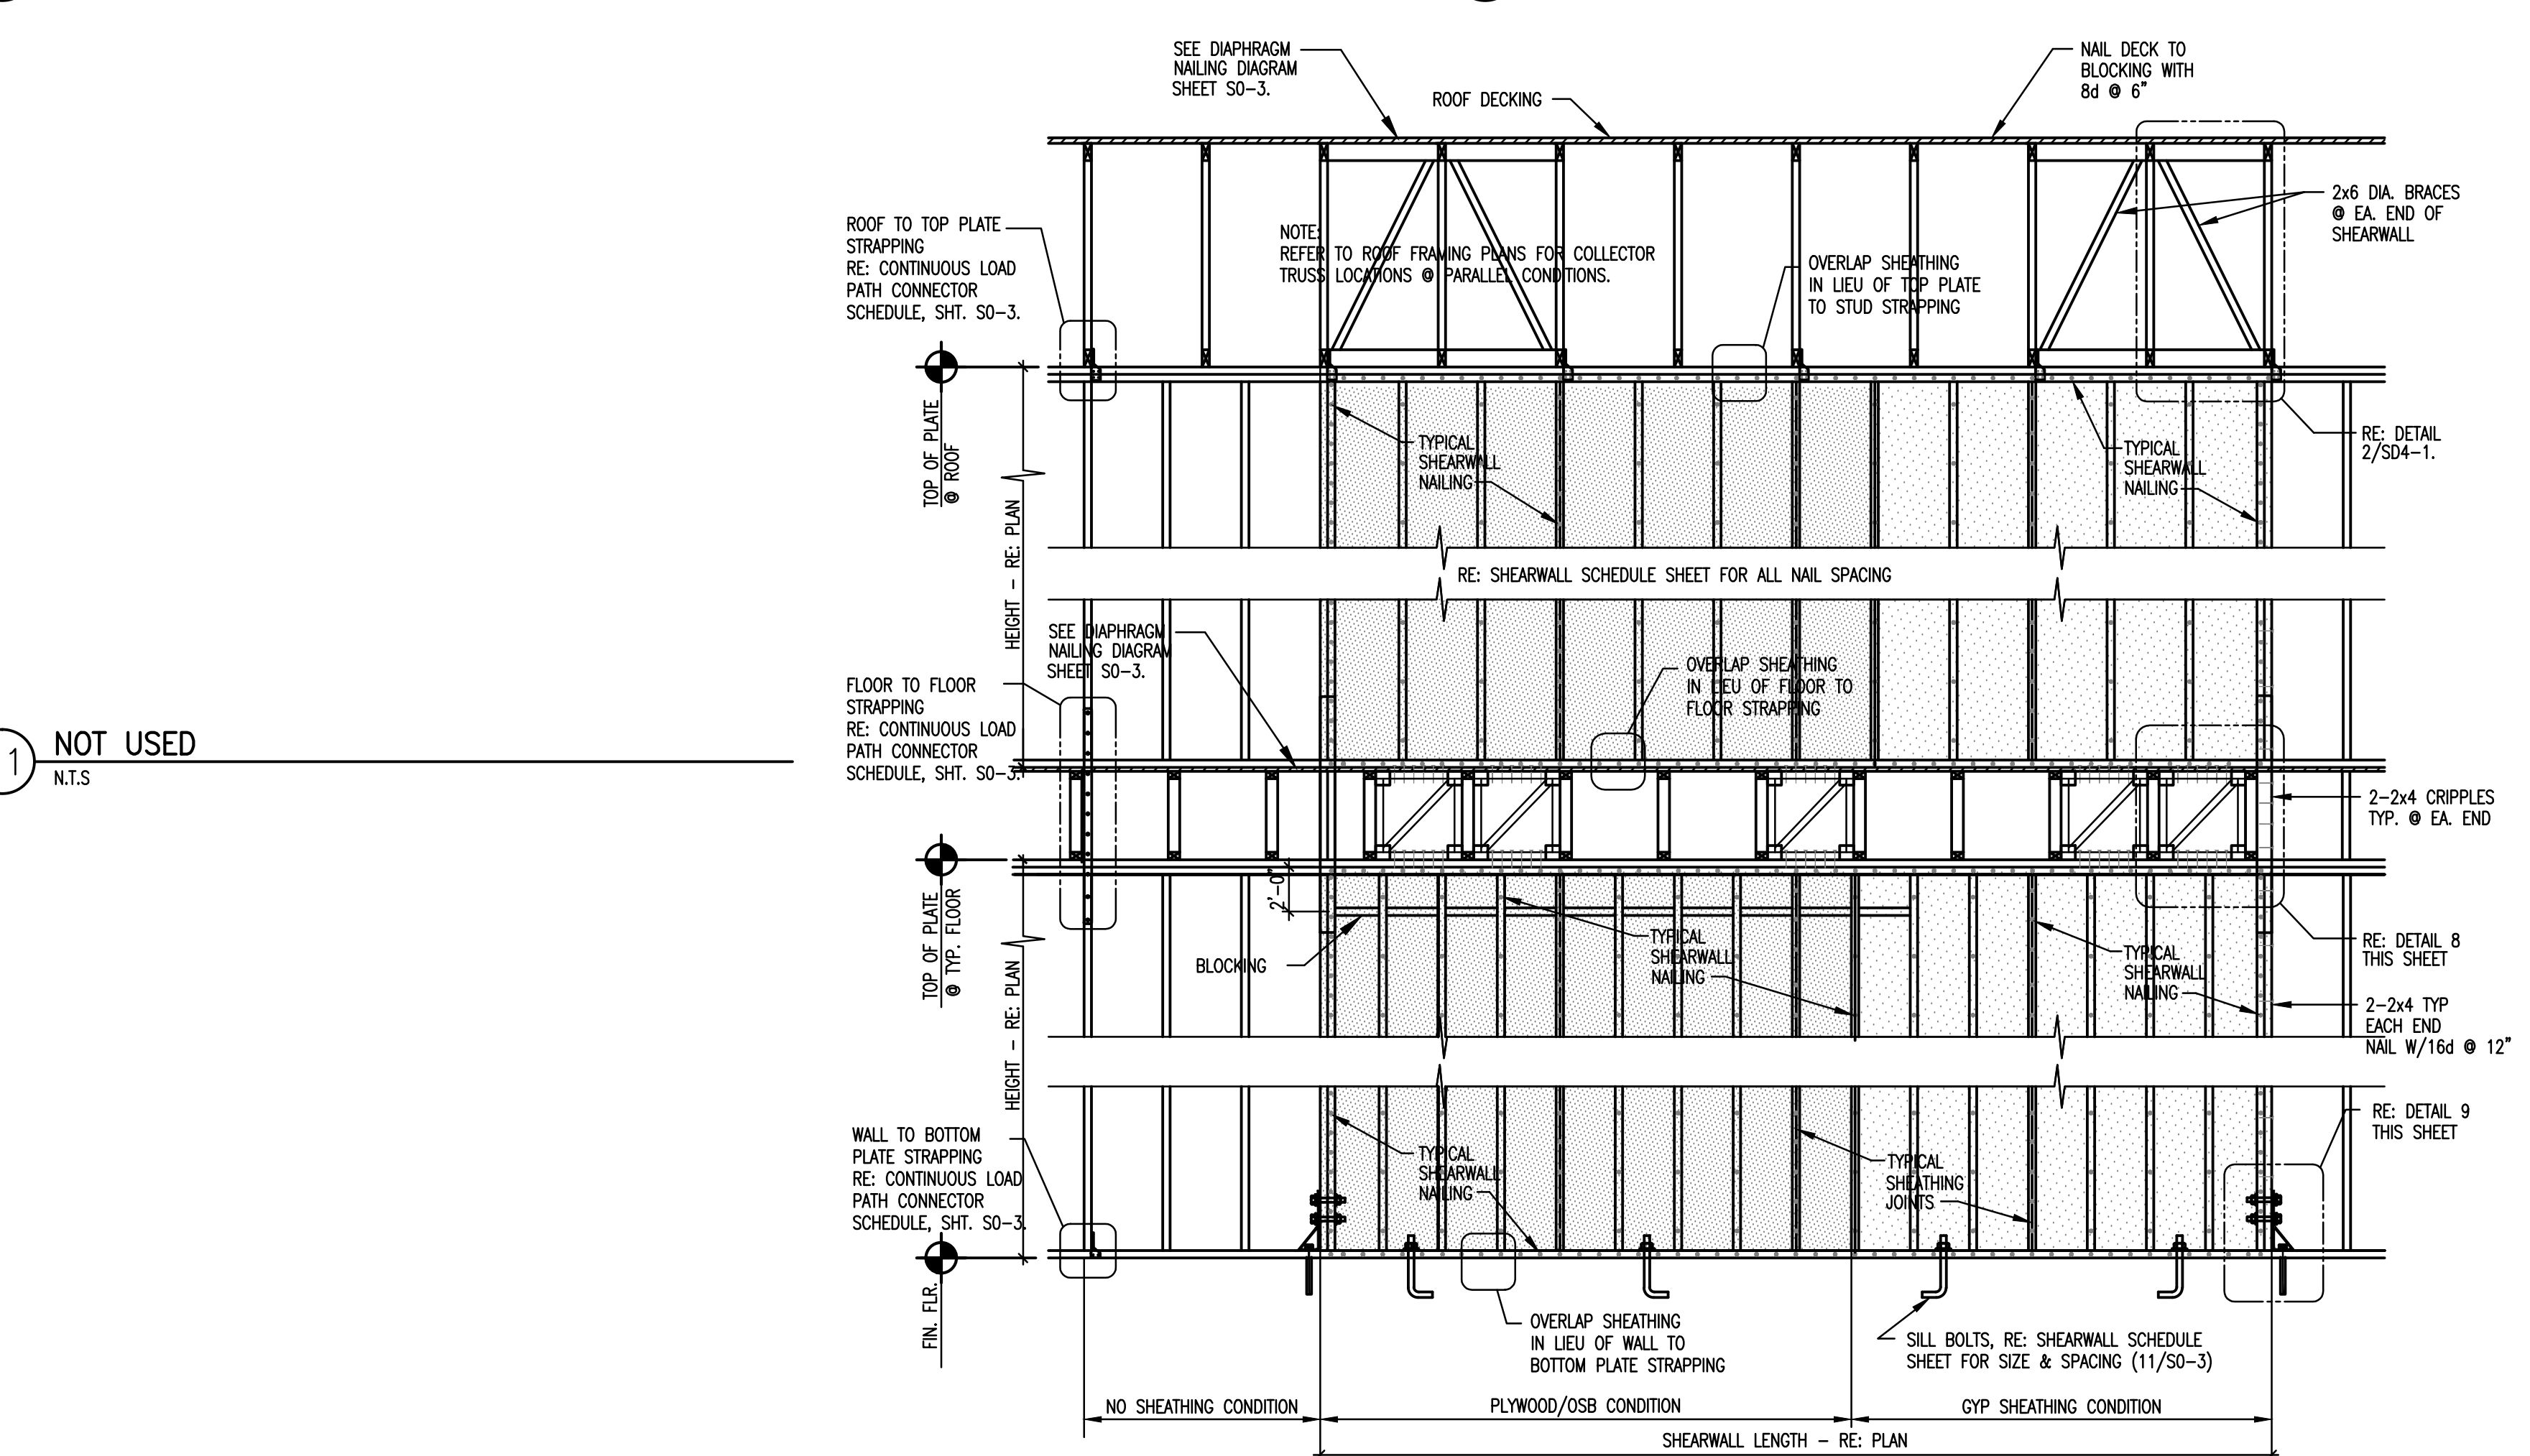 SEE DIAPHRAGM
NAILING DIAGRAM
SHEET S0-3.
ROOF DECKING
NAIL DECK TO
BLOCKING WITH
8d @ 6"
2x6 DIA. BRACES
@ EA. END OF
SHEARWALL
ROOF TO TOP PLATE
STRAPPING
RE: CONTINUOUS LOAD
PATH CONNECTOR
SCHEDULE, SHT. S0-3.
NOTE:
REFER TO ROOF FRAMING PLANS FOR COLLECTOR
TRUSS LOCATIONS @ PARALLEL CONDITIONS.
OVERLAP SHEATHING
IN LIEU OF TOP PLATE
TO STUD STRAPPING
TOP OF PLATE
@ ROOF
TYPICAL
SHEARWALL
NAILING
TYPICAL
SHEARWALL
NAILING
RE: DETAIL
2/SD4-1.
HEIGHT - RE: PLAN
RE: SHEARWALL SCHEDULE SHEET FOR ALL NAIL SPACING
SEE DIAPHRAGM
NAILING DIAGRAM
SHEET S0-3.
OVERLAP SHEATHING
IN LIEU OF FLOOR TO
FLOOR STRAPPING
FLOOR TO FLOOR
STRAPPING
RE: CONTINUOUS LOAD
PATH CONNECTOR
SCHEDULE, SHT. S0-3.
1
NOT USED
N.T.S
2-2x4 CRIPPLES
TYP. @ EA. END
TOP OF PLATE
@ TYP. FLOOR
2'-0"
BLOCKING
TYPICAL
SHEARWALL
NAILING
TYPICAL
SHEARWALL
NAILING
RE: DETAIL 8
THIS SHEET
2-2x4 TYP
EACH END
NAIL W/16d @ 12"
HEIGHT - RE: PLAN
WALL TO BOTTOM
PLATE STRAPPING
RE: CONTINUOUS LOAD
PATH CONNECTOR
SCHEDULE, SHT. S0-3.
TYPICAL
SHEARWALL
NAILING
TYPICAL
SHEATHING
JOINTS
RE: DETAIL 9
THIS SHEET
FIN. FLR.
OVERLAP SHEATHING
IN LIEU OF WALL TO
BOTTOM PLATE STRAPPING
SILL BOLTS, RE: SHEARWALL SCHEDULE
SHEET FOR SIZE & SPACING (11/S0-3)
NO SHEATHING CONDITION
PLYWOOD/OSB CONDITION
GYP SHEATHING CONDITION
SHEARWALL LENGTH - RE: PLAN